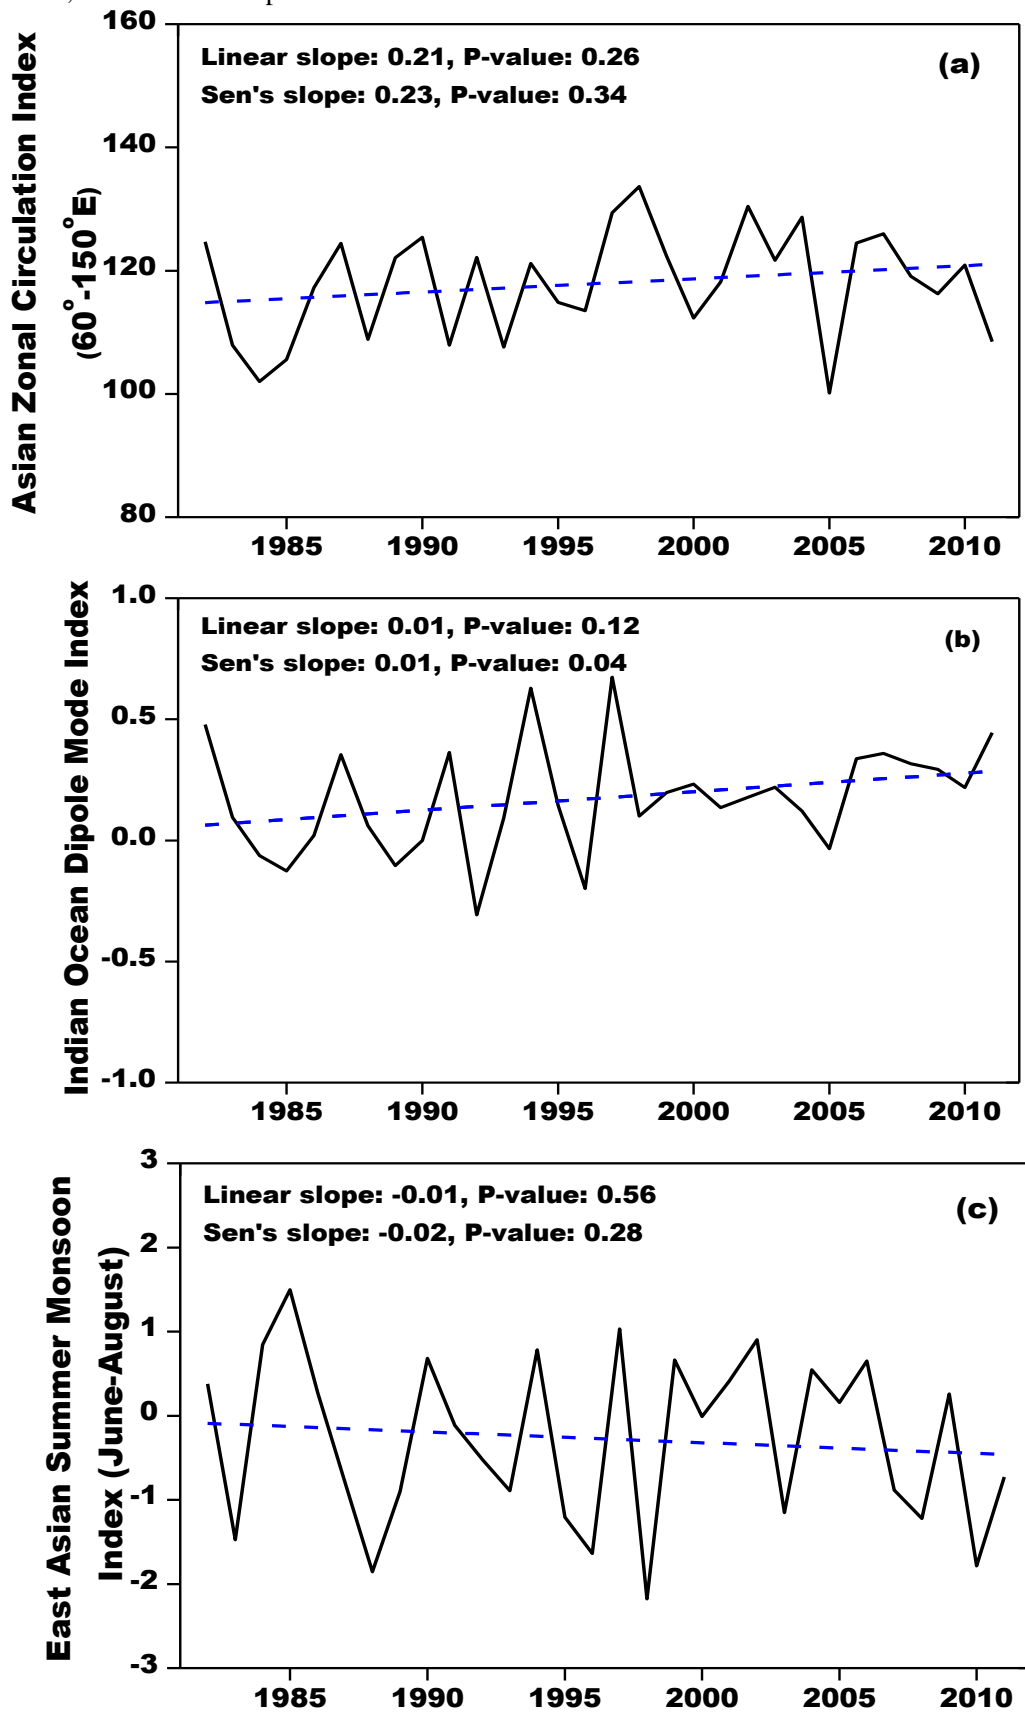 Asian Zonal Circulation Index
(60°-150°E)
160
140
120
100
80
Linear slope: 0.21, P-value: 0.26
Sen's slope: 0.23, P-value: 0.34
(a)
1985 1990 1995 2000 2005 2010
Indian Ocean Dipole Mode Index
1.0
0.5
0.0
-0.5
-1.0
Linear slope: 0.01, P-value: 0.12
Sen's slope: 0.01, P-value: 0.04
(b)
1985 1990 1995 2000 2005 2010
East Asian Summer Monsoon
Index (June-August)
3
2
1
0
-1
-2
-3
Linear slope: -0.01, P-value: 0.56
Sen's slope: -0.02, P-value: 0.28
(c)
1985 1990 1995 2000 2005 2010